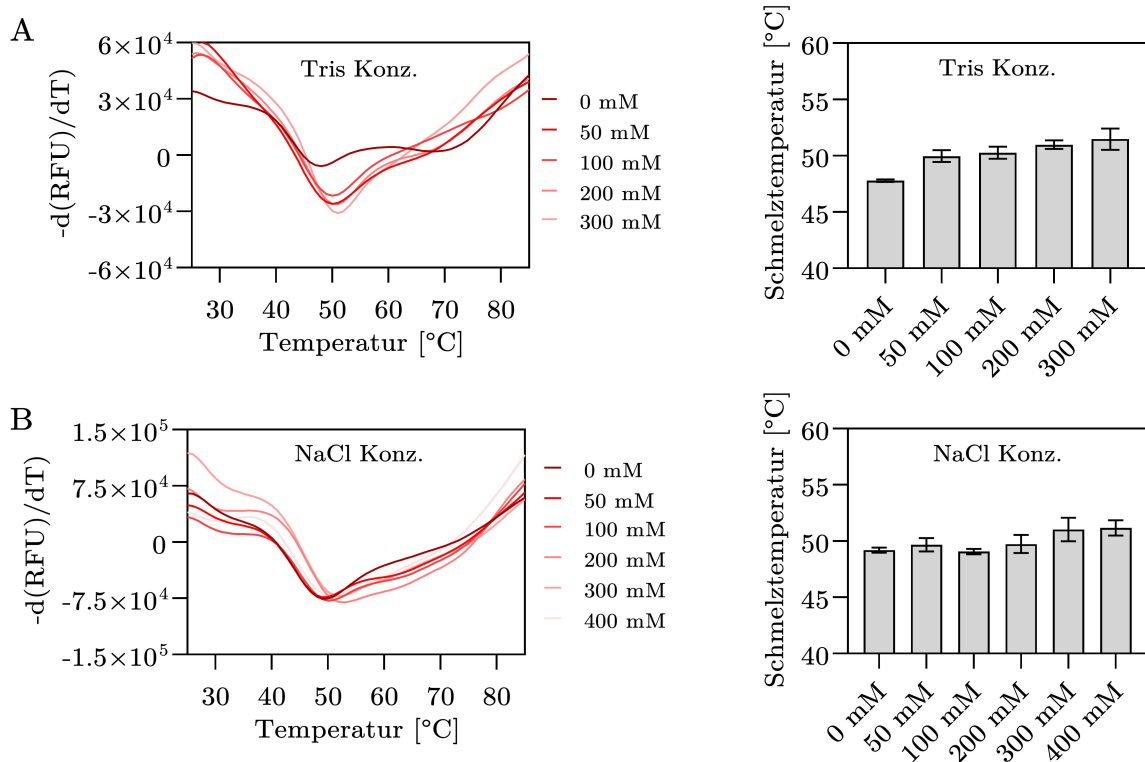 A
-d(RFU)/dT
6×10⁴
3×10⁴
0
-3×10⁴
-6×10⁴
Tris Konz.
30 40 50 60 70 80
Temperatur [°C]
0 mM
50 mM
100 mM
200 mM
300 mM
Schmelztemperatur [°C]
60
55
50
45
40
Tris Konz.
0 mM
50 mM
100 mM
200 mM
300 mM
B
-d(RFU)/dT
1.5×10⁵
7.5×10⁴
0
-7.5×10⁴
-1.5×10⁵
NaCl Konz.
30 40 50 60 70 80
Temperatur [°C]
0 mM
50 mM
100 mM
200 mM
300 mM
400 mM
Schmelztemperatur [°C]
60
55
50
45
40
NaCl Konz.
0 mM
50 mM
100 mM
200 mM
300 mM
400 mM